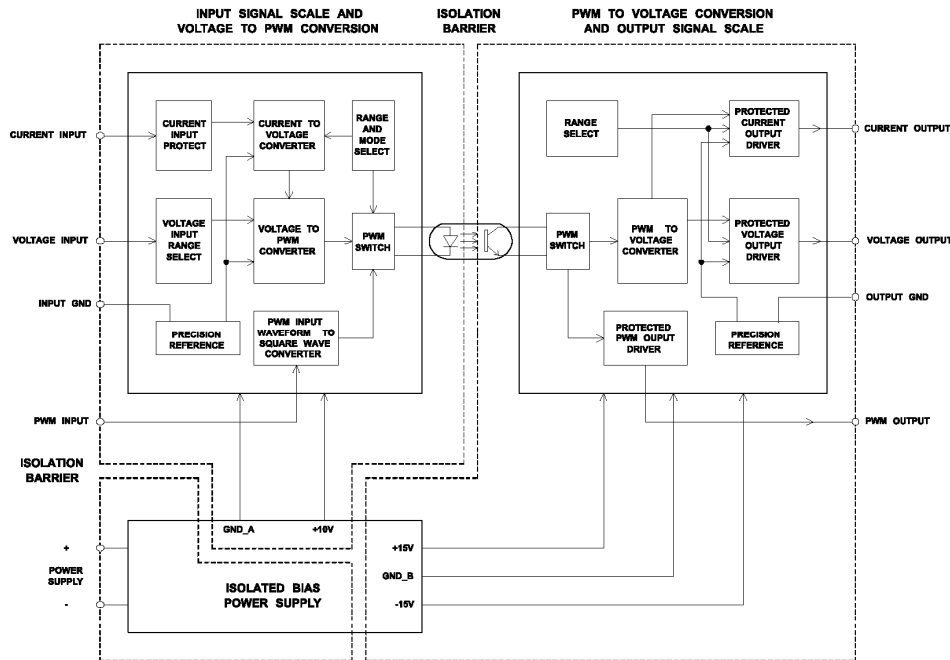 INPUT SIGNAL SCALE AND
VOLTAGE TO PWM CONVERSION
ISOLATION
BARRIER
PWM TO VOLTAGE CONVERSION
AND OUTPUT SIGNAL SCALE
CURRENT INPUT
CURRENT
INPUT
PROTECT
CURRENT TO
VOLTAGE
CONVERTER
RANGE
AND
MODE
SELECT
RANGE
SELECT
PROTECTED
CURRENT
OUTPUT
DRIVER
CURRENT OUTPUT
VOLTAGE INPUT
VOLTAGE
INPUT
RANGE
SELECT
VOLTAGE TO
PWM
CONVERTER
PWM
SWITCH
PWM
SWITCH
PWM TO
VOLTAGE
CONVERTER
PROTECTED
VOLTAGE
OUTPUT
DRIVER
VOLTAGE OUTPUT
INPUT GND
PRECISION
REFERENCE
PWM INPUT
WAVEFORM TO
SQUARE WAVE
CONVERTER
PROTECTED
PWM OUPUT
DRIVER
PRECISION
REFERENCE
OUTPUT GND
PWM INPUT
PWM OUTPUT
ISOLATION
BARRIER
GND_A
+10V
+
POWER
SUPPLY
-
ISOLATED BIAS
POWER SUPPLY
+15V
GND_B
-15V